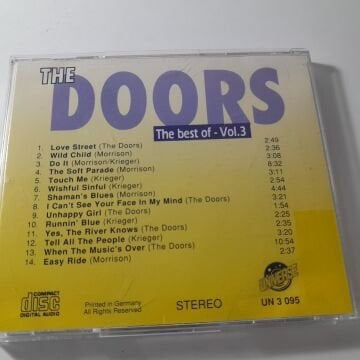 THE
DOORS
The best of - Vol.3
1. Love Street (The Doors) 2:49
2. Wild Child (Morrison) 2:36
3. Do It (Morrison/Krieger) 3:08
4. The Soft Parade (Morrison) 8:32
5. Touch Me (Krieger) 3:11
6. Wishful Sinful (Krieger) 2:54
7. Shaman's Blues (Morrison) 4:44
8. I Can't See Your Face In My Mind (The Doors) 3:21
9. Unhappy Girl (The Doors) 1:54
10. Runnin' Blue (Krieger) 2:25
11. Yes, The River Knows (Krieger) 2:35
12. Tell All The People (Krieger) 3:20
13. When The Music's Over (The Doors) 10:54
14. Easy Ride (Morrison) 2:37
COMPACT
disc
DIGITAL AUDIO
Printed in Germany
All Rights Reserved
STEREO
UNIVERSE
UN 3 095